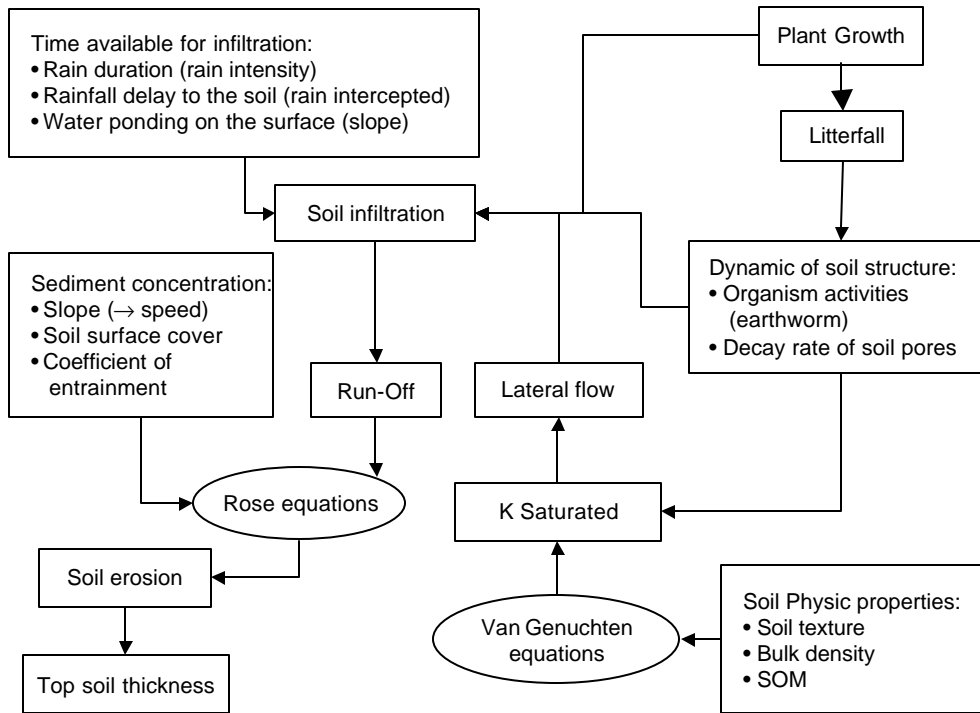 Time available for infiltration:
• Rain duration (rain intensity)
• Rainfall delay to the soil (rain intercepted)
• Water ponding on the surface (slope)
Plant Growth
Litterfall
Soil infiltration
Sediment concentration:
• Slope (→ speed)
• Soil surface cover
• Coefficient of
entrainment
Dynamic of soil structure:
• Organism activities
(earthworm)
• Decay rate of soil pores
Run-Off
Lateral flow
Rose equations
K Saturated
Soil erosion
Van Genuchten
equations
Soil Physic properties:
• Soil texture
• Bulk density
• SOM
Top soil thickness